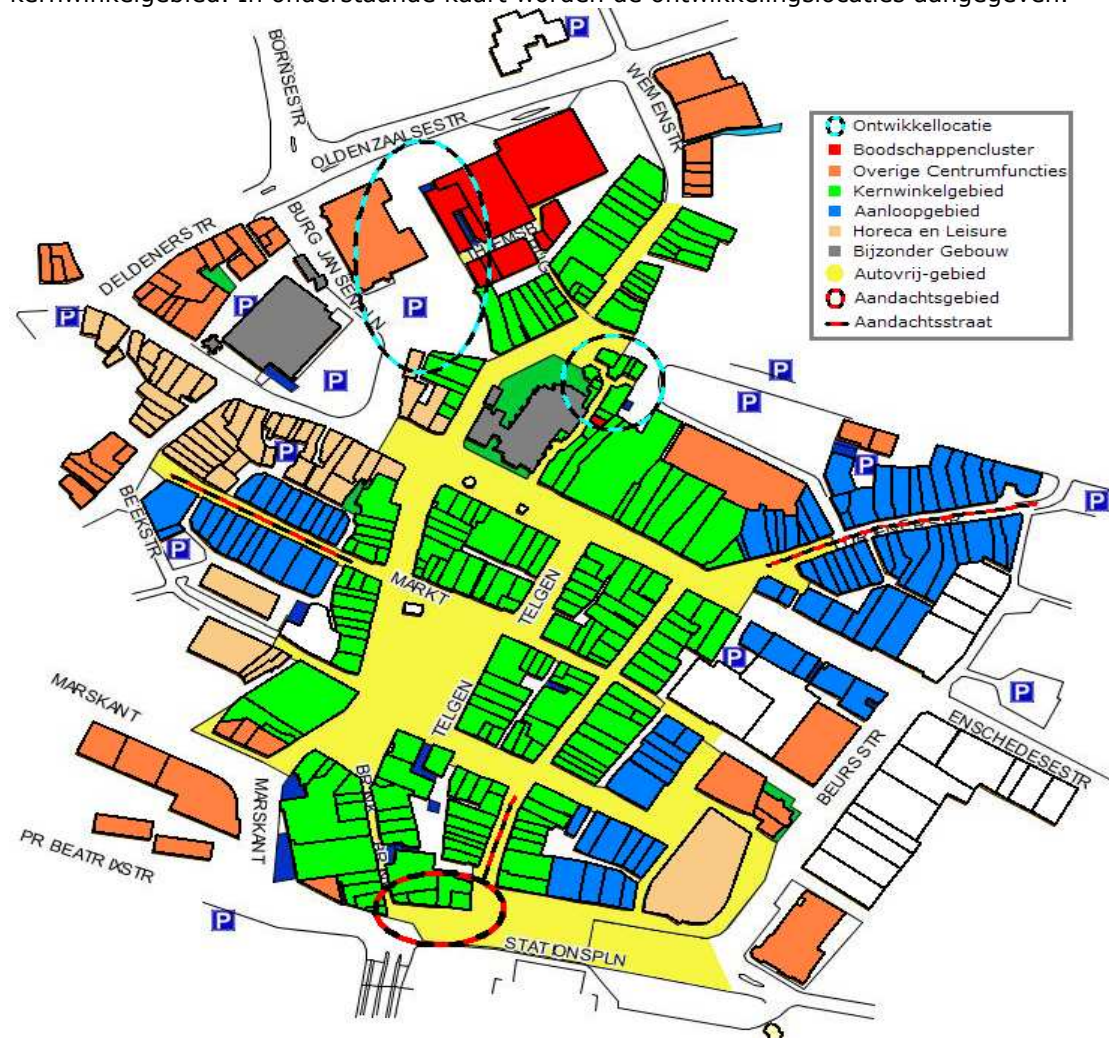 kernwinkelgebied. In onderstaande kaart worden de ontwikkelingslocaties aangegeven.
P
BORNSESTR
WEMENSTR
OLDENZAALSESTR
Ontwikkellocatie
Boodschappencluster
Overige Centrumfuncties
Kernwinkelgebied
Aanloopgebied
Horeca en Leisure
Bijzonder Gebouw
Autovrij-gebied
Aandachtsgebied
Aandachtsstraat
DELDENERSTR
BURG JANSENPLN
P
P
P
P
P
P
P
P
P
BEEKSTR
P
P
MARKT
TELGEN
P
P
MARSKANT
TELGEN
ENSCHEDESESTR
BEURSSTR
MARSKANT
PR BEATRIXSTR
P
STATIONSPLN